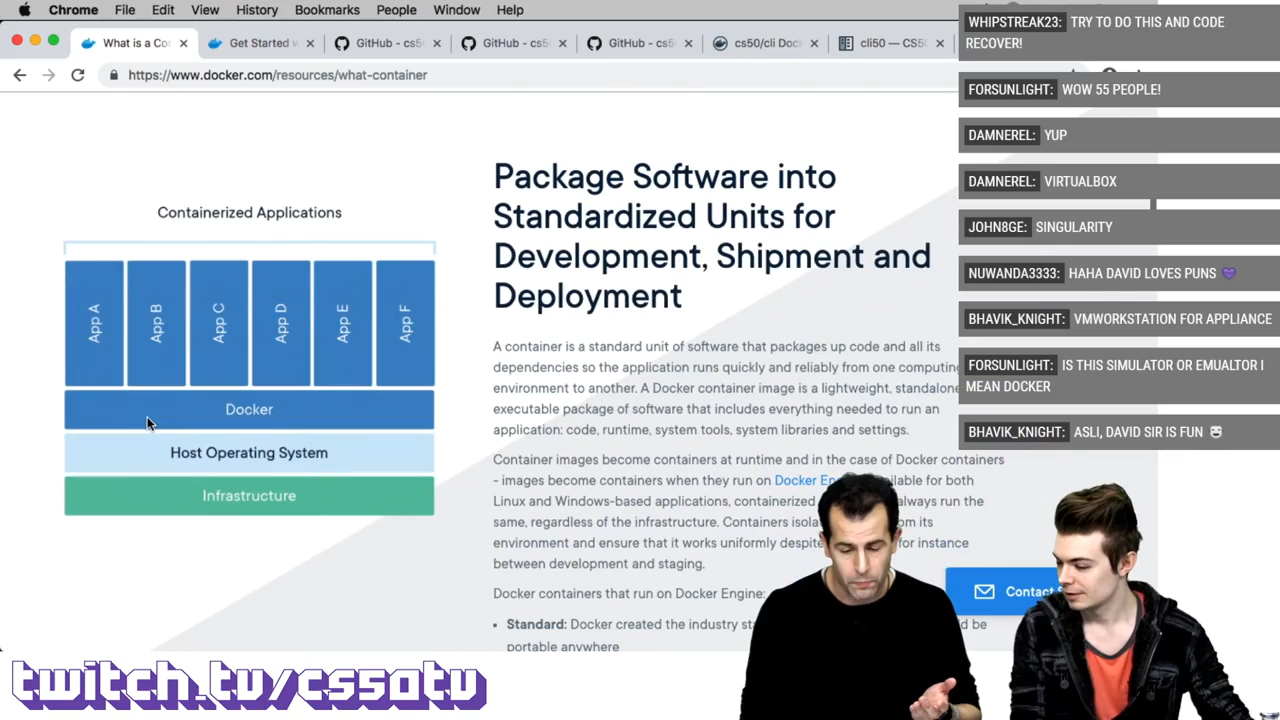 Chrome File Edit View History Bookmarks People Window Help
What is a Con
Get Started w
GitHub - cs5
GitHub - cs5
GitHub - cs5
cs50/cli Doc
cli50 — CS50
https://www.docker.com/resources/what-container
Containerized Applications
App A
App B
App C
App D
App E
App F
Docker
Host Operating System
Infrastructure
Package Software into
Standardized Units for
Development, Shipment and
Deployment
A container is a standard unit of software that packages up code and all its
dependencies so the application runs quickly and reliably from one computing
environment to another. A Docker container image is a lightweight, standalone
executable package of software that includes everything needed to run an
application: code, runtime, system tools, system libraries and settings.
Container images become containers at runtime and in the case of Docker containers
- images become containers when they run on Docker En ailable for both
Linux and Windows-based applications, containerized always run the
same, regardless of the infrastructure. Containers isola om its
environment and ensure that it works uniformly despite for instance
between development and staging.
Docker containers that run on Docker Engine:
• Standard: Docker created the industry sta d be
portable anywhere
Contact
WHIPSTREAK23: TRY TO DO THIS AND CODE
RECOVER!
FORSUNLIGHT: WOW 55 PEOPLE!
DAMNEREL: YUP
DAMNEREL: VIRTUALBOX
JOHN8GE: SINGULARITY
NUWANDA3333: HAHA DAVID LOVES PUNS 💜
BHAVIK_KNIGHT: VMWORKSTATION FOR APPLIANCE
FORSUNLIGHT: IS THIS SIMULATOR OR EMUALTOR I
MEAN DOCKER
BHAVIK_KNIGHT: ASLI, DAVID SIR IS FUN 😃
twitch.tv/cs50tv